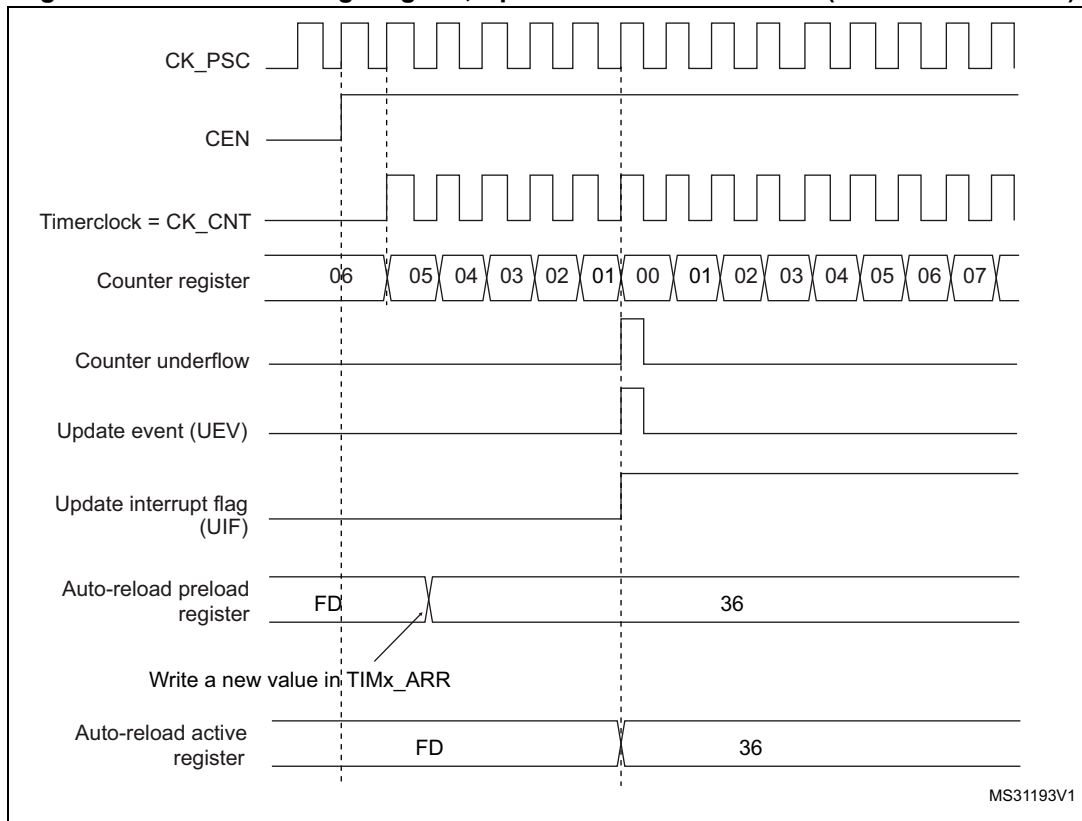 CK_PSC
CEN
Timerclock = CK_CNT
Counter register 06 05 04 03 02 01 00 01 02 03 04 05 06 07
Counter underflow
Update event (UEV)
Update interrupt flag
(UIF)
Auto-reload preload
register
FD 36
Write a new value in TIMx_ARR
Auto-reload active
register
FD 36
MS31193V1